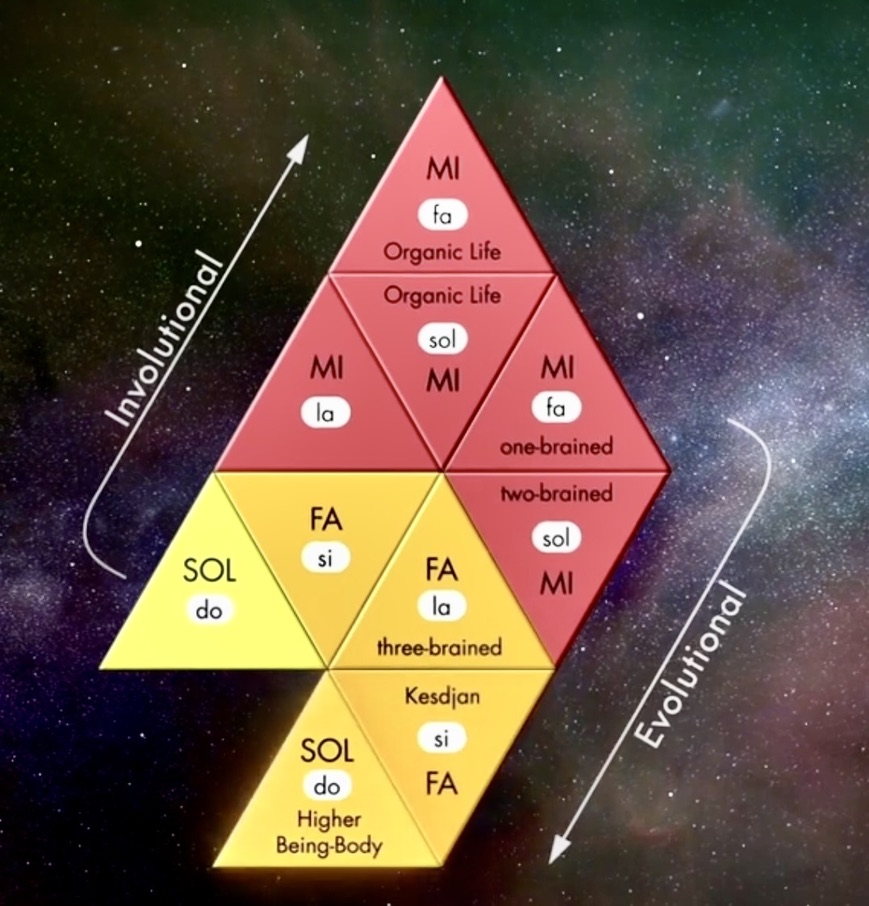 MI
fa
Organic Life
Organic Life
sol
MI
MI
la
MI
fa
one-brained
Involutional
SOL
do
FA
si
FA
la
three-brained
two-brained
sol
MI
Evolutional
SOL
do
Higher
Being-Body
Kesdjan
si
FA